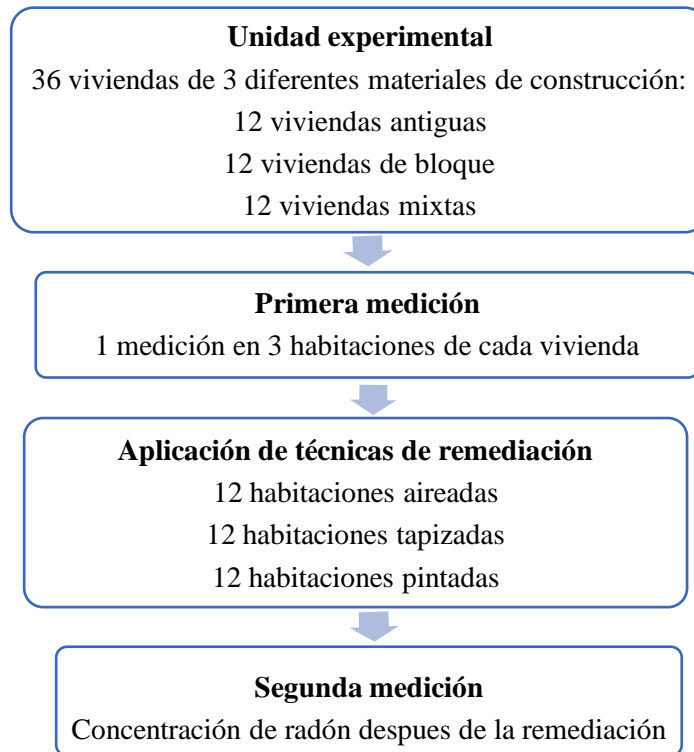 Unidad experimental
36 viviendas de 3 diferentes materiales de construcción:
12 viviendas antiguas
12 viviendas de bloque
12 viviendas mixtas
Primera medición
1 medición en 3 habitaciones de cada vivienda
Aplicación de técnicas de remediación
12 habitaciones aireadas
12 habitaciones tapizadas
12 habitaciones pintadas
Segunda medición
Concentración de radón despues de la remediación